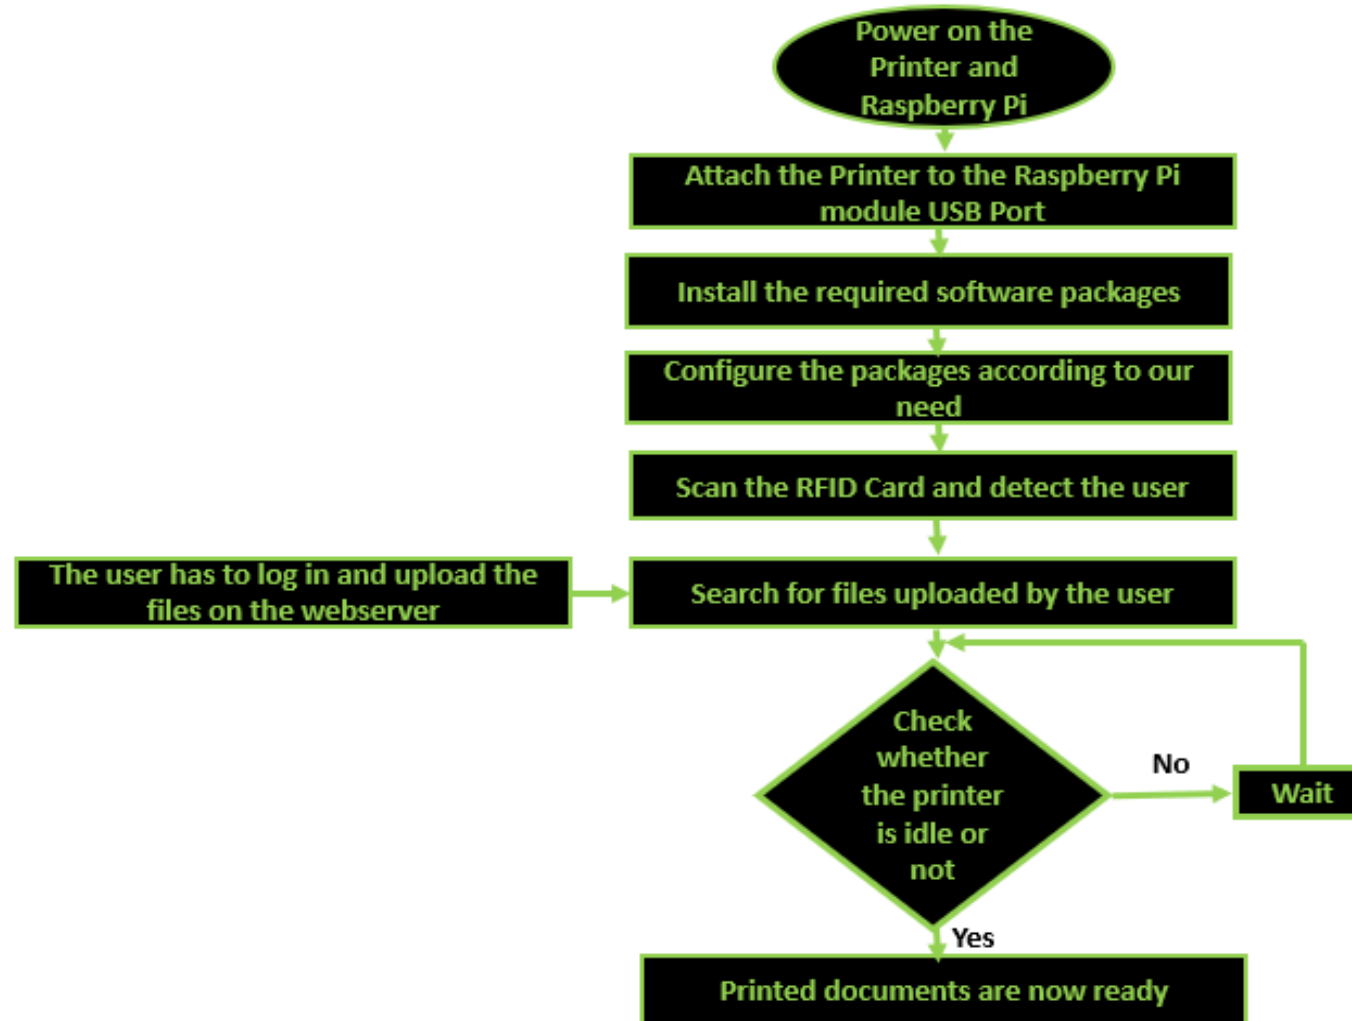 Power on the
Printer and
Raspberry Pi
Attach the Printer to the Raspberry Pi
module USB Port
Install the required software packages
Configure the packages according to our
need
Scan the RFID Card and detect the user
The user has to log in and upload the
files on the webserver
Search for files uploaded by the user
Check
whether
the printer
is idle or
not
No
Wait
Yes
Printed documents are now ready